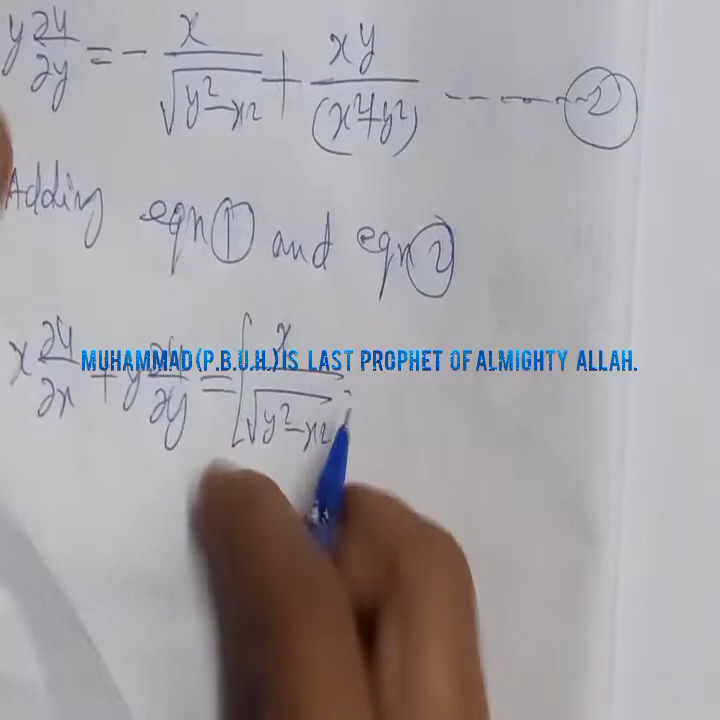 y ∂u/∂y = - x/√(y²-x²) + xy/(x²+y²) ------ ②
Adding eqn ① and eqn ②
x ∂u/∂x + y ∂u/∂y = [x/√(y²-x²)
MUHAMMAD(P.B.U.H.)IS LAST PROPHET OF ALMIGHTY ALLAH.